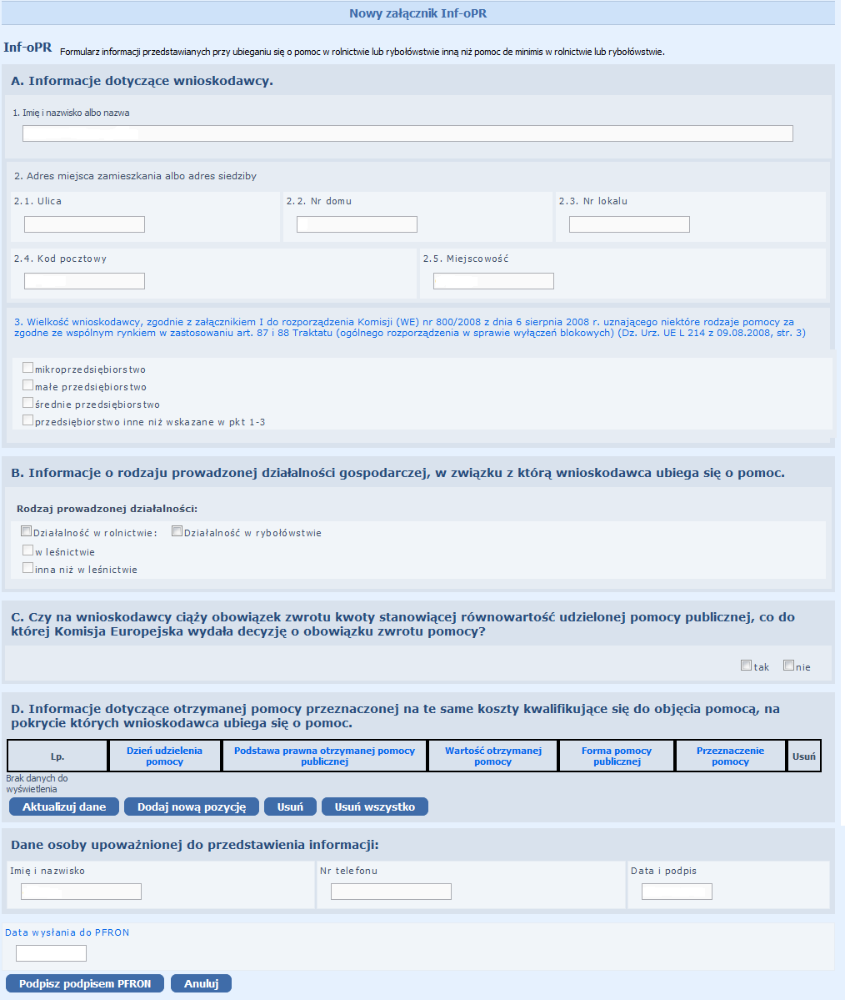 Nowy załącznik Inf-oPR
Inf-oPR Formularz informacji przedstawianych przy ubieganiu się o pomoc w rolnictwie lub rybołówstwie inną niż pomoc de minimis w rolnictwie lub rybołówstwie.
A. Informacje dotyczące wnioskodawcy.
1. Imię i nazwisko albo nazwa
2. Adres miejsca zamieszkania albo adres siedziby
2.1. Ulica
2.2. Nr domu
2.3. Nr lokalu
2.4. Kod pocztowy
2.5. Miejscowość
3. Wielkość wnioskodawcy, zgodnie z załącznikiem I do rozporządzenia Komisji (WE) nr 800/2008 z dnia 6 sierpnia 2008 r. uznającego niektóre rodzaje pomocy za
zgodne ze wspólnym rynkiem w zastosowaniu art. 87 i 88 Traktatu (ogólnego rozporządzenia w sprawie wyłączeń blokowych) (Dz. Urz. UE L 214 z 09.08.2008, str. 3)
mikroprzedsiębiorstwo
małe przedsiębiorstwo
średnie przedsiębiorstwo
przedsiębiorstwo inne niż wskazane w pkt 1-3
B. Informacje o rodzaju prowadzonej działalności gospodarczej, w związku z którą wnioskodawca ubiega się o pomoc.
Rodzaj prowadzonej działalności:
Działalność w rolnictwie: Działalność w rybołówstwie
w leśnictwie
inna niż w leśnictwie
C. Czy na wnioskodawcy ciąży obowiązek zwrotu kwoty stanowiącej równowartość udzielonej pomocy publicznej, co do
której Komisja Europejska wydała decyzję o obowiązku zwrotu pomocy?
tak nie
D. Informacje dotyczące otrzymanej pomocy przeznaczonej na te same koszty kwalifikujące się do objęcia pomocą, na
pokrycie których wnioskodawca ubiega się o pomoc.
Lp.
Dzień udzielenia
pomocy
Podstawa prawna otrzymanej pomocy
publicznej
Wartość otrzymanej
pomocy
Forma pomocy
publicznej
Przeznaczenie
pomocy
Usuń
Brak danych do
wyświetlenia
Aktualizuj dane Dodaj nową pozycję Usuń Usuń wszystko
Dane osoby upoważnionej do przedstawienia informacji:
Imię i nazwisko
Nr telefonu
Data i podpis
Data wysłania do PFRON
Podpisz podpisem PFRON Anuluj